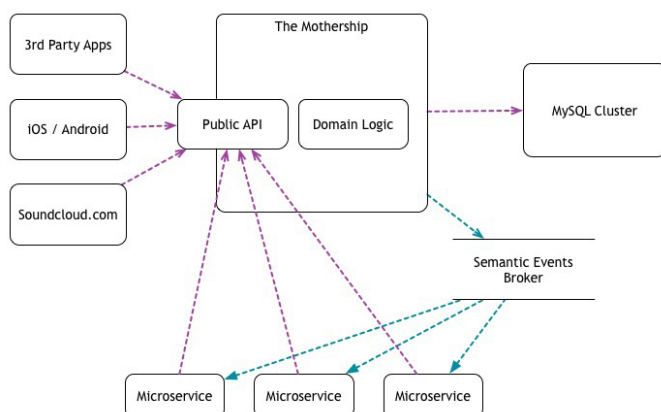 The Mothership
3rd Party Apps
iOS / Android
Soundcloud.com
Public API
Domain Logic
MySQL Cluster
Semantic Events
Broker
Microservice
Microservice
Microservice